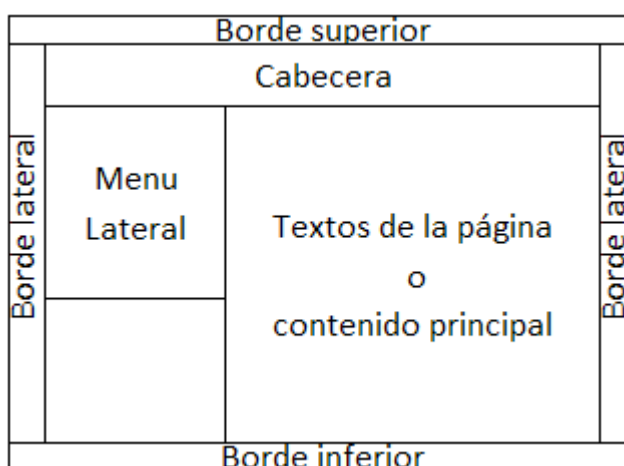 Borde superior
Cabecera
Borde lateral
Menu
Lateral
Textos de la página
o
contenido principal
Borde lateral
Borde inferior